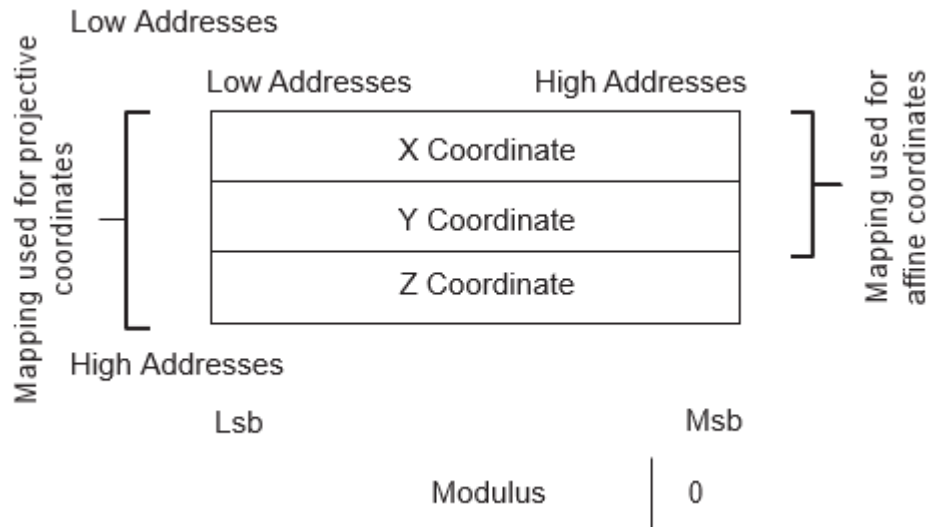 Low Addresses
Low Addresses High Addresses
Mapping used for projective
coordinates
X Coordinate
Y Coordinate
Z Coordinate
Mapping used for
affine coordinates
High Addresses
Lsb Msb
Modulus 0